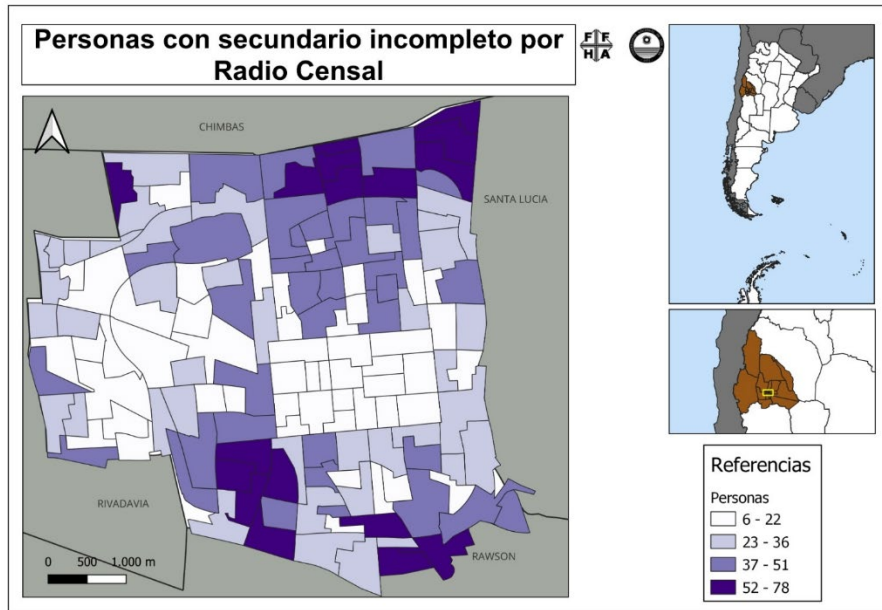 Personas con secundario incompleto por
Radio Censal
F F
H A
CHIMBAS
SANTA LUCIA
RIVADAVIA
RAWSON
0 500 1.000 m
Referencias
Personas
6 - 22
23 - 36
37 - 51
52 - 78